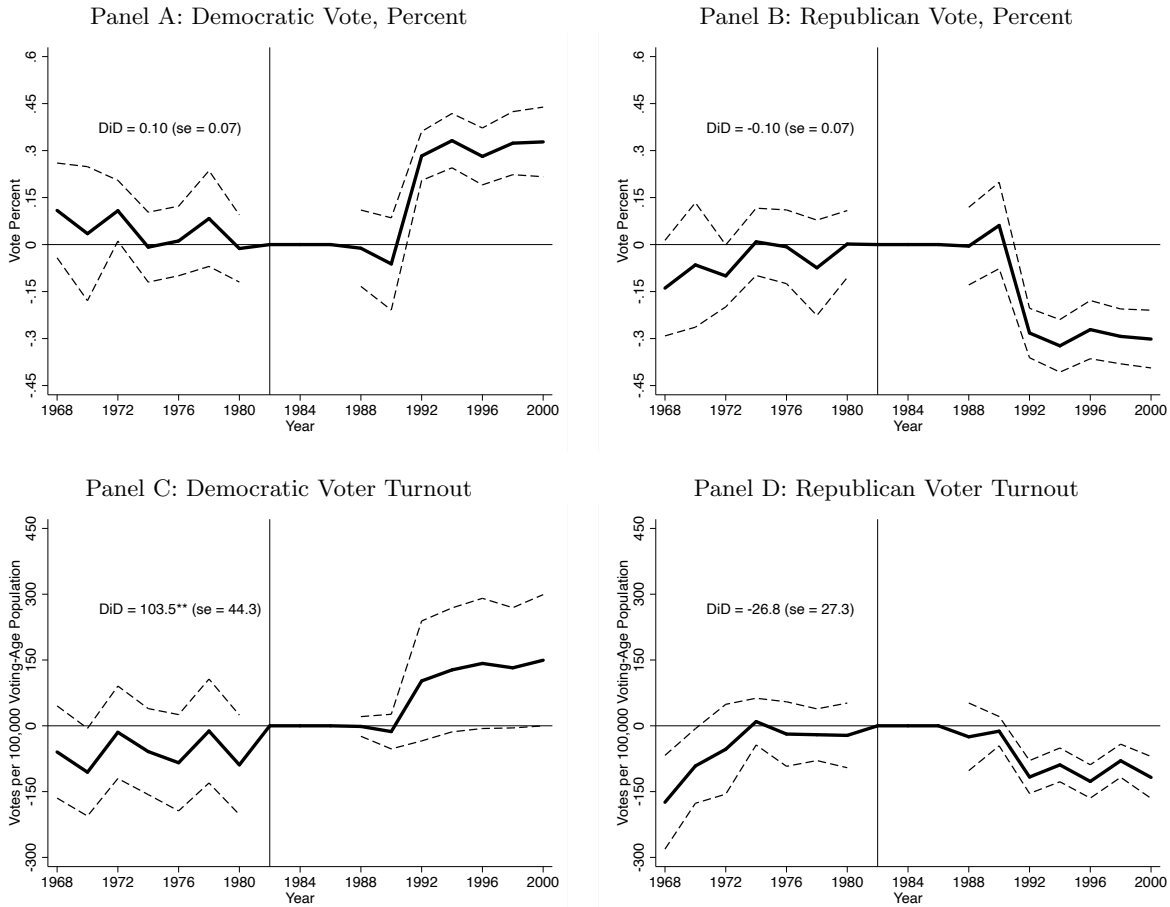 Panel A: Democratic Vote, Percent
Vote Percent
.6
.45
.3
.15
0
-.15
-.3
-.45
DiD = 0.10 (se = 0.07)
1968 1972 1976 1980 1984 1988 1992 1996 2000
Year
Panel B: Republican Vote, Percent
Vote Percent
.6
.45
.3
.15
0
-.15
-.3
-.45
DiD = -0.10 (se = 0.07)
1968 1972 1976 1980 1984 1988 1992 1996 2000
Year
Panel C: Democratic Voter Turnout
Votes per 100,000 Voting-Age Population
450
300
150
0
-150
-300
DiD = 103.5** (se = 44.3)
1968 1972 1976 1980 1984 1988 1992 1996 2000
Year
Panel D: Republican Voter Turnout
Votes per 100,000 Voting-Age Population
450
300
150
0
-150
-300
DiD = -26.8 (se = 27.3)
1968 1972 1976 1980 1984 1988 1992 1996 2000
Year